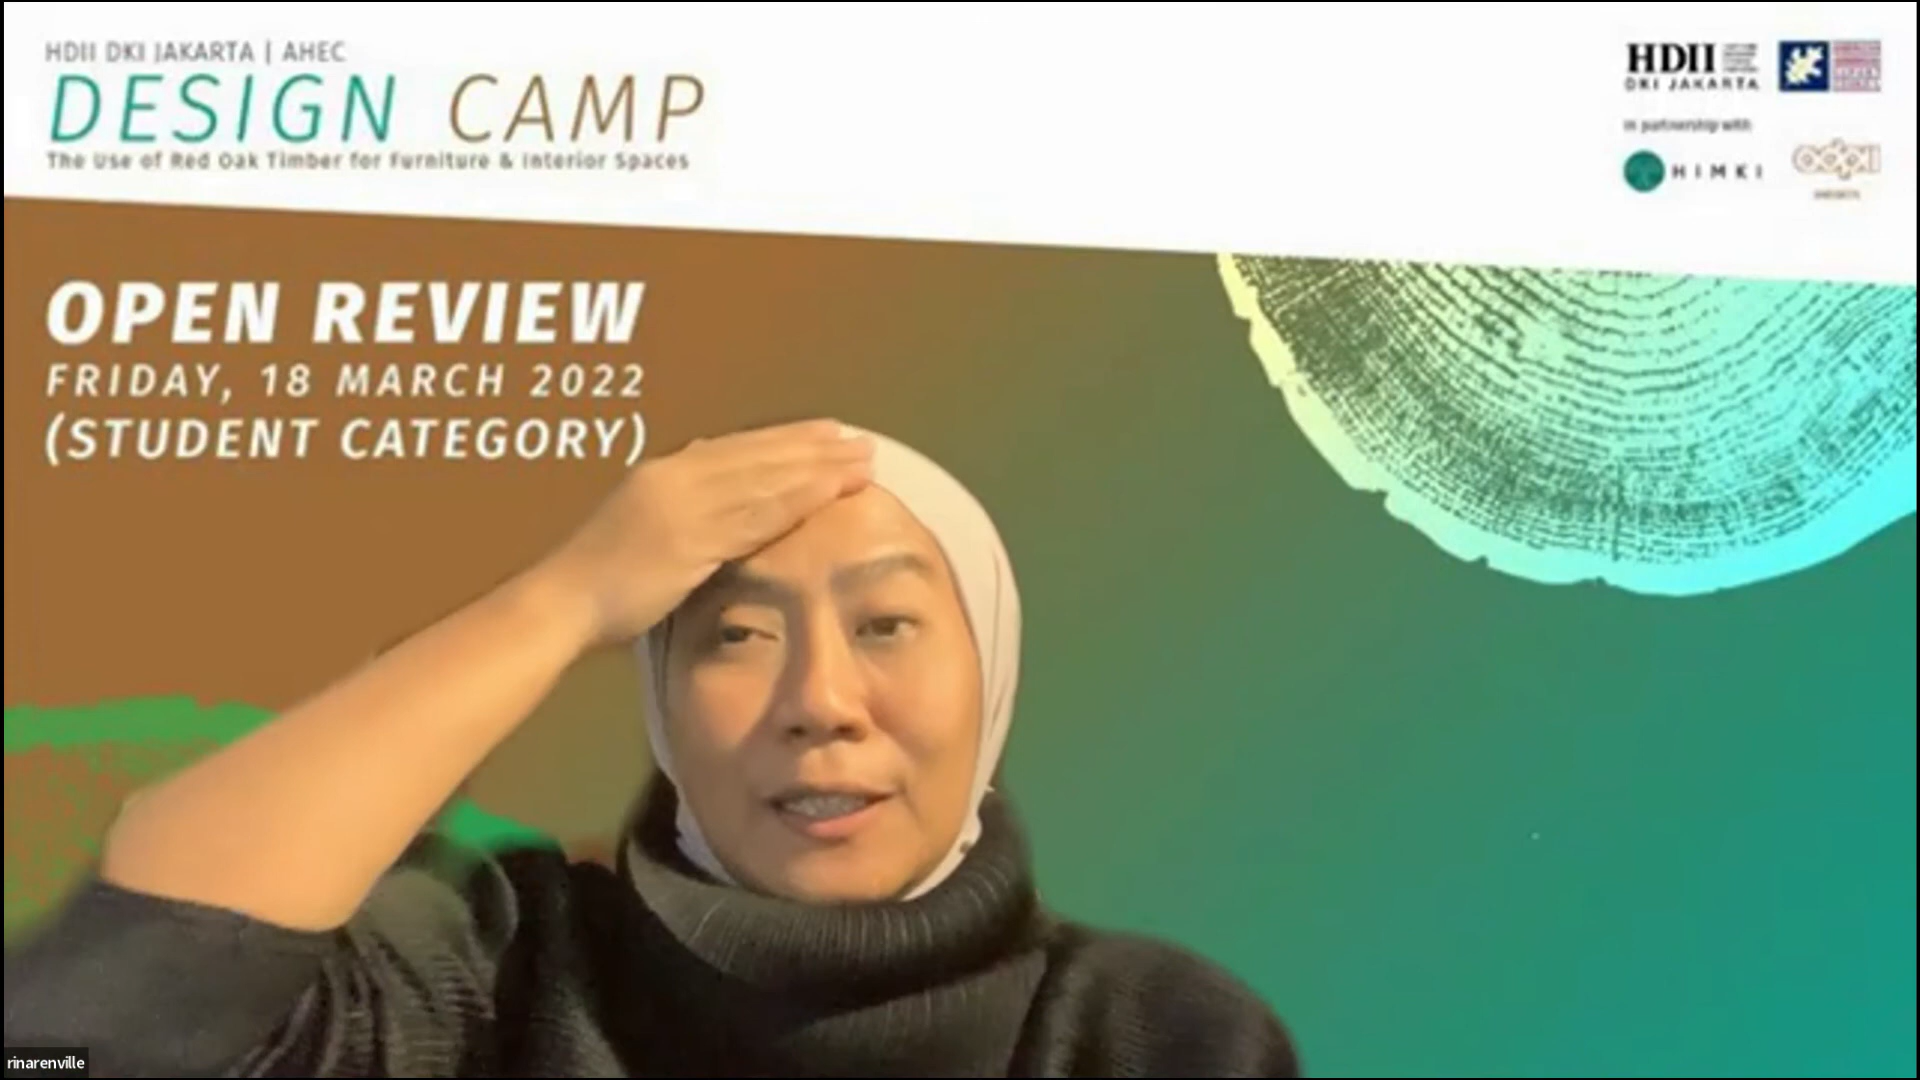 HDII DKI JAKARTA | AHEC
DESIGN CAMP
The Use of Red Oak Timber for Furniture & Interior Spaces
HDII
DKI JAKARTA
in partnership with
HIMKI
OPEN REVIEW
FRIDAY, 18 MARCH 2022
(STUDENT CATEGORY)
rinarenville